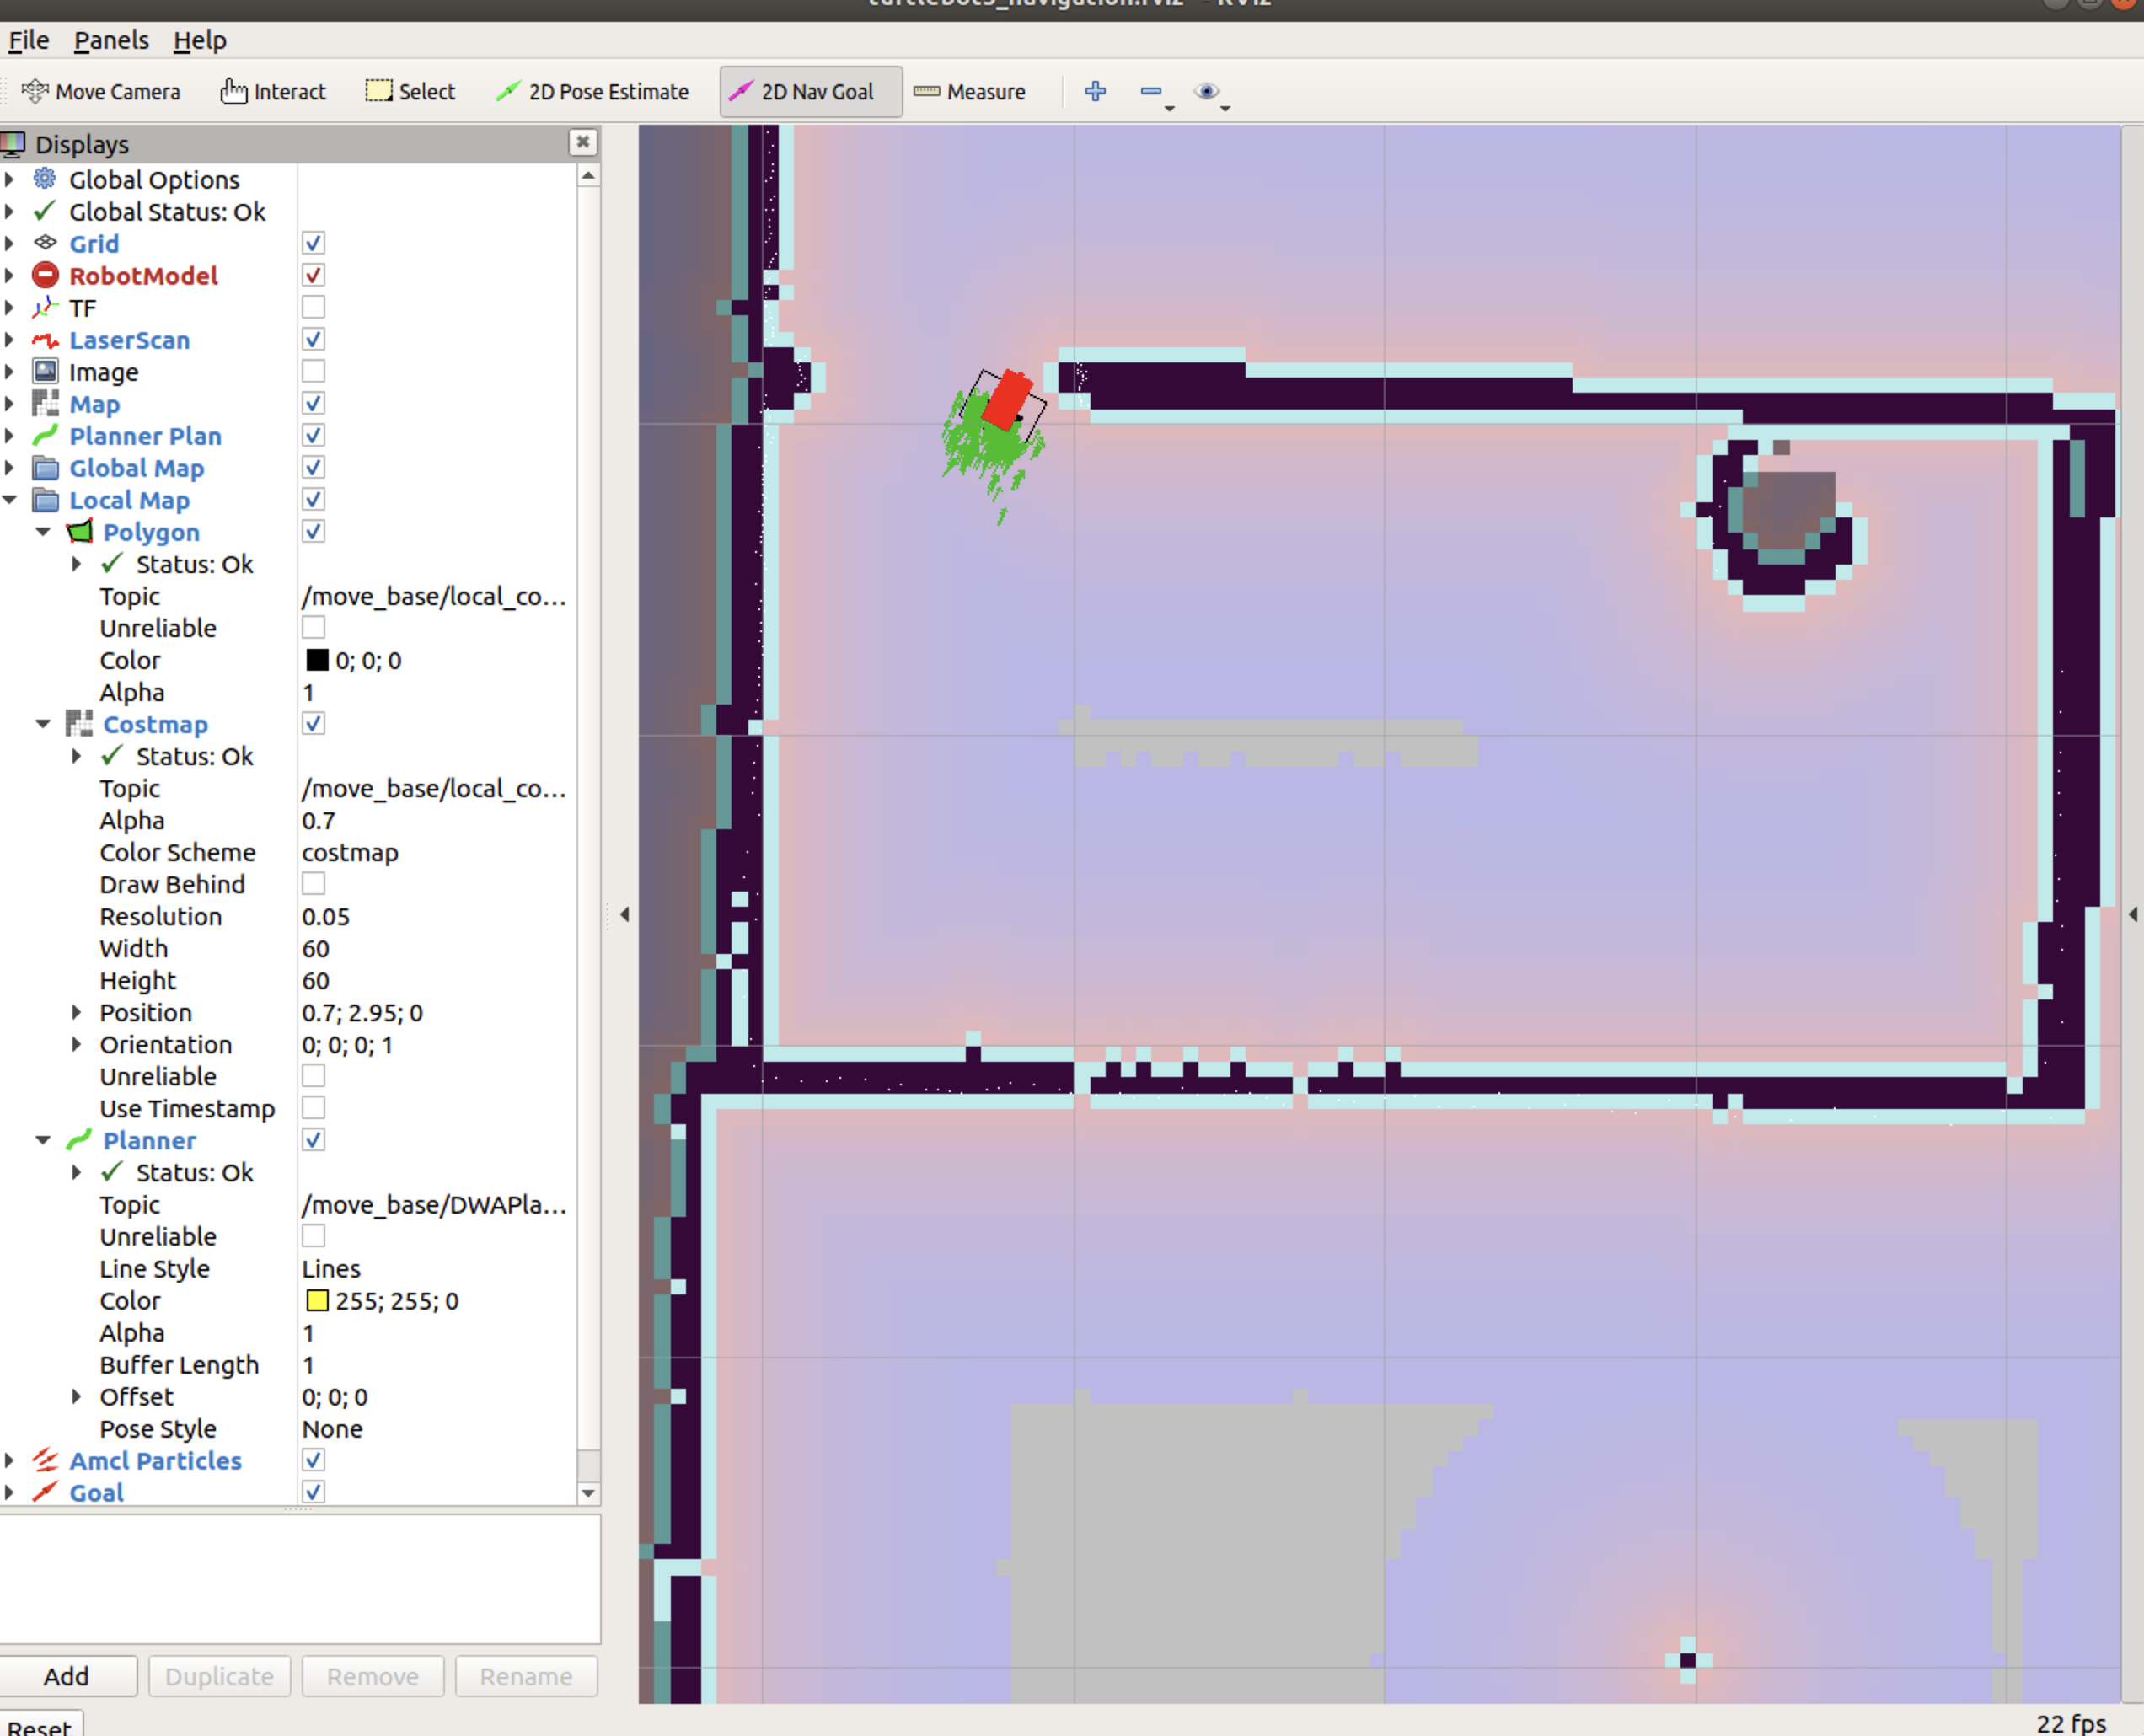 turtlebot3_navigation.rviz* - RViz
File Panels Help
Move Camera Interact Select 2D Pose Estimate 2D Nav Goal Measure
Displays
Global Options
Global Status: Ok
Grid
RobotModel
TF
LaserScan
Image
Map
Planner Plan
Global Map
Local Map
Polygon
Status: Ok
Topic /move_base/local_co...
Unreliable
Color 0; 0; 0
Alpha 1
Costmap
Status: Ok
Topic /move_base/local_co...
Alpha 0.7
Color Scheme costmap
Draw Behind
Resolution 0.05
Width 60
Height 60
Position 0.7; 2.95; 0
Orientation 0; 0; 0; 1
Unreliable
Use Timestamp
Planner
Status: Ok
Topic /move_base/DWAPla...
Unreliable
Line Style Lines
Color 255; 255; 0
Alpha 1
Buffer Length 1
Offset 0; 0; 0
Pose Style None
Amcl Particles
Goal
Add Duplicate Remove Rename
Reset
22 fps